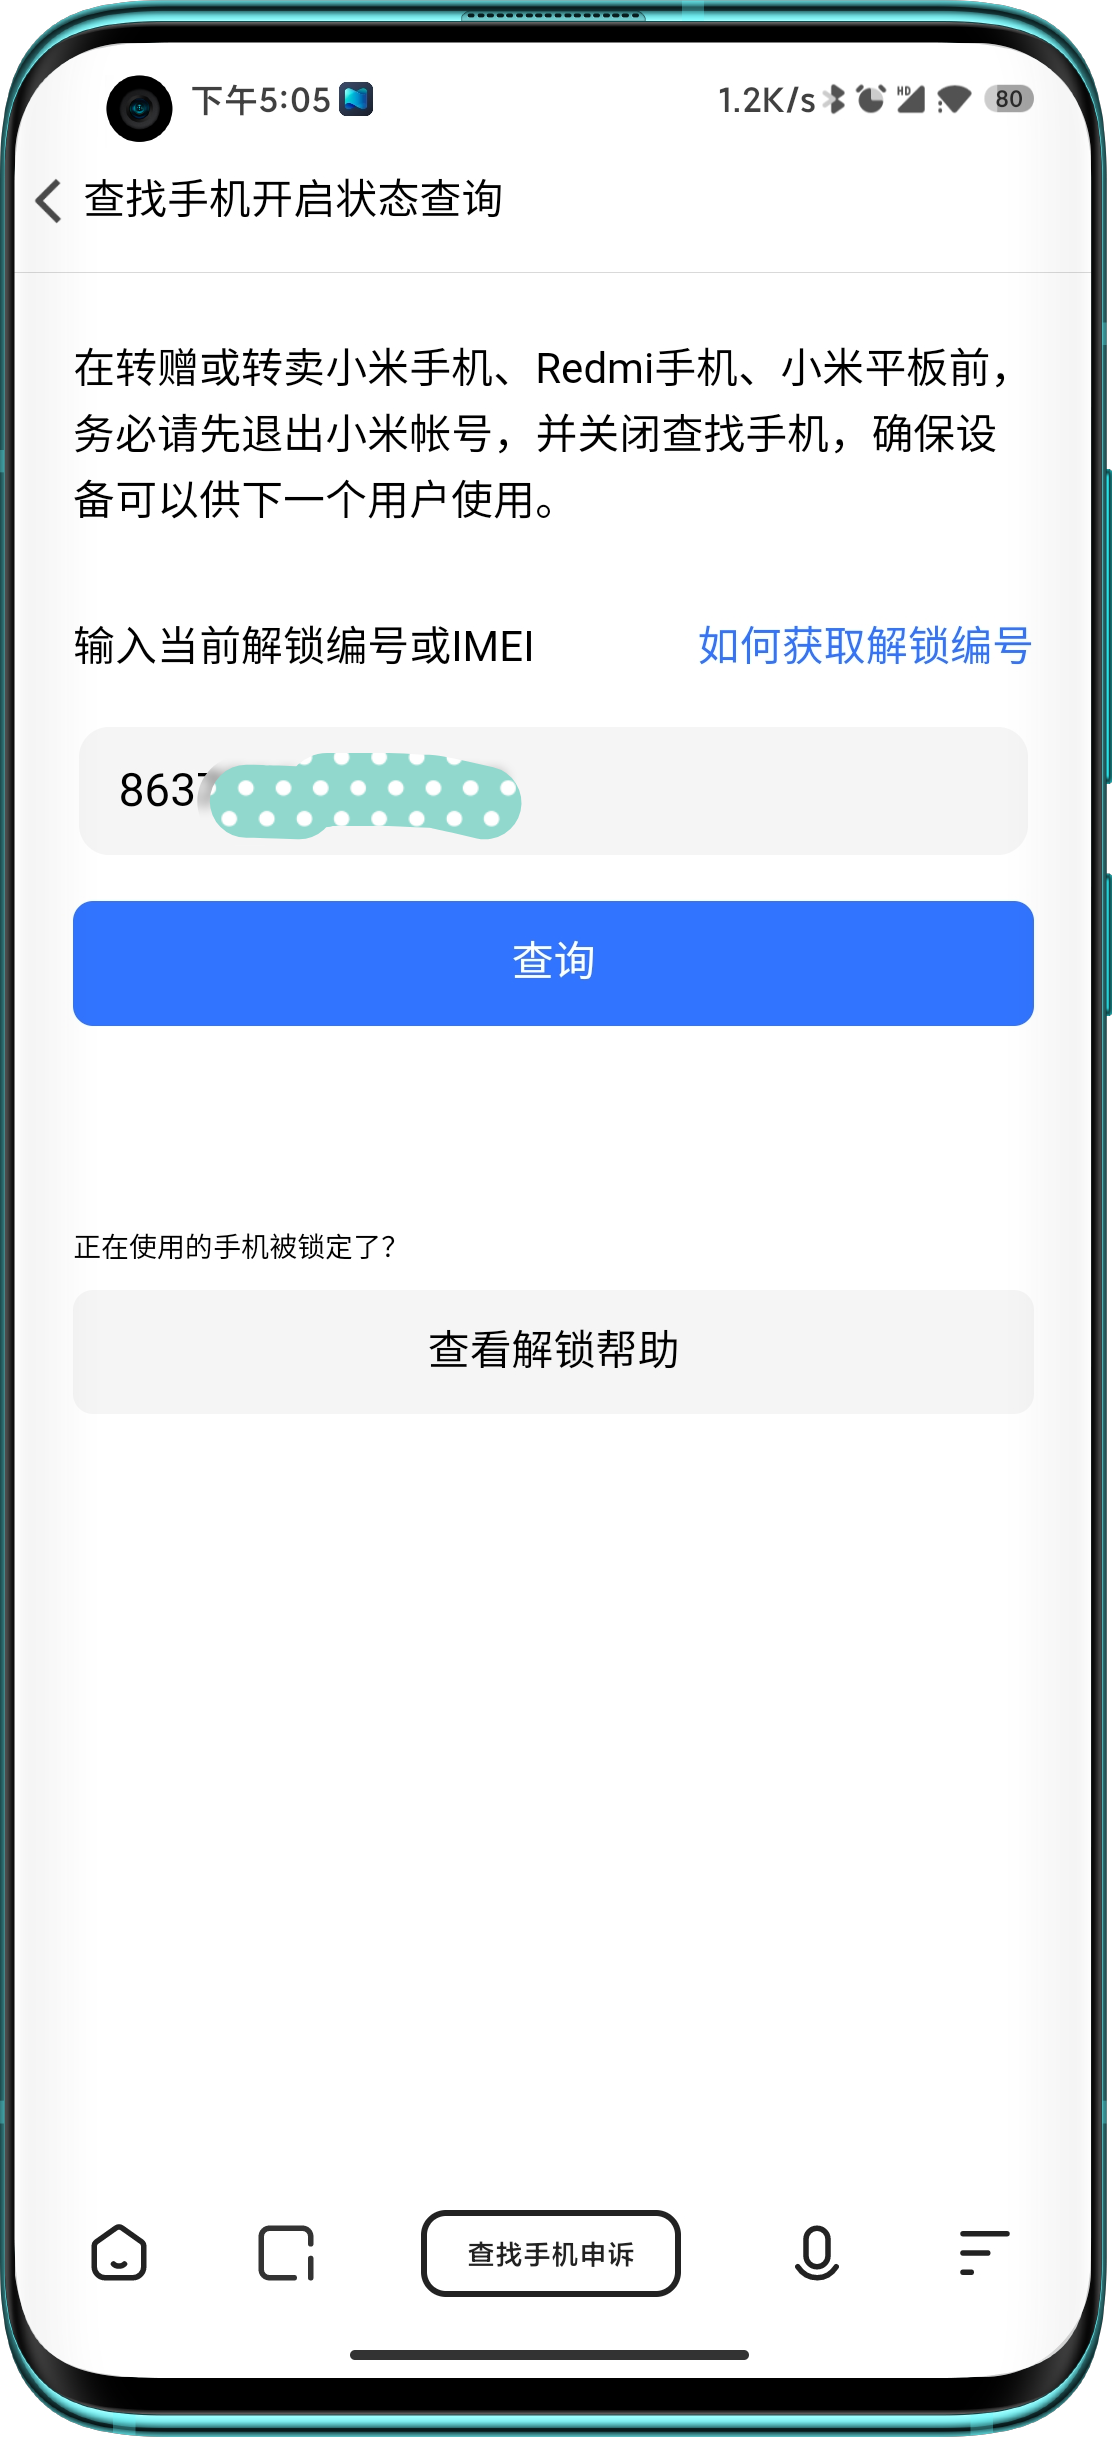 下午5:05
1.2K/s HD 80
查找手机开启状态查询
在转赠或转卖小米手机、Redmi手机、小米平板前，
务必请先退出小米帐号，并关闭查找手机，确保设
备可以供下一个用户使用。
输入当前解锁编号或IMEI 如何获取解锁编号
863
查询
正在使用的手机被锁定了？
查看解锁帮助
查找手机申诉